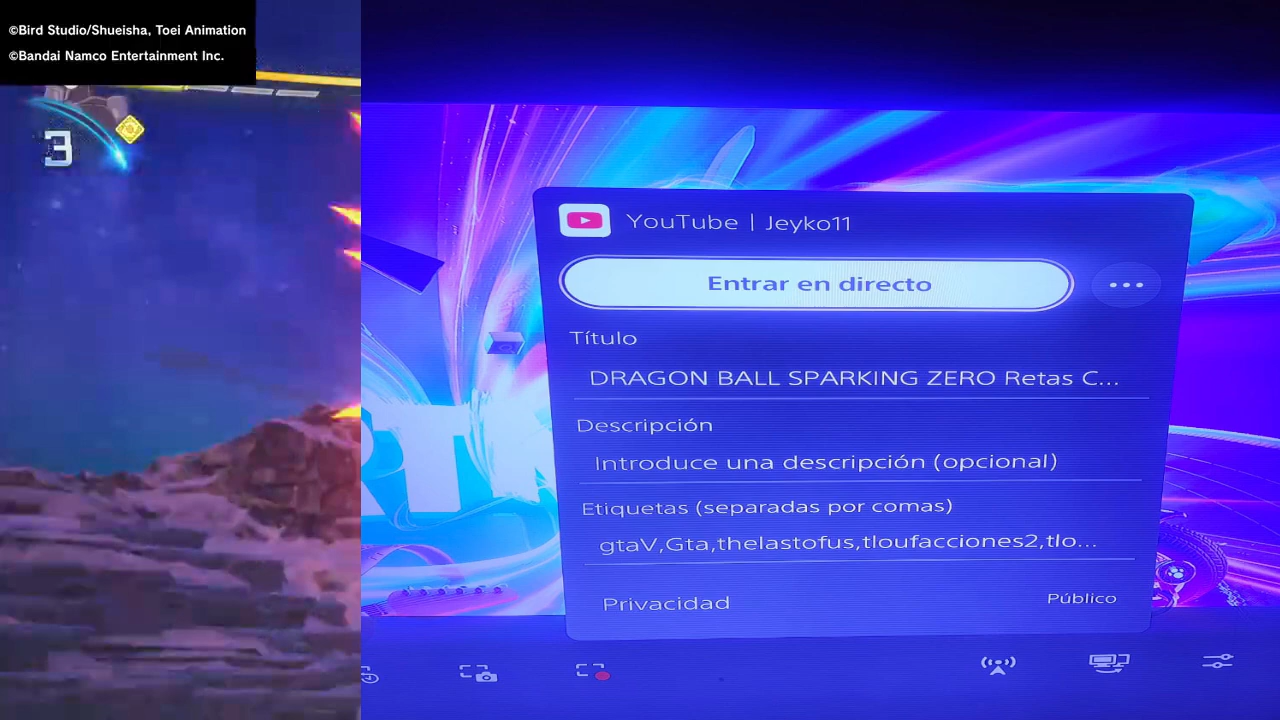 ©Bird Studio/Shueisha, Toei Animation
©Bandai Namco Entertainment Inc.
3
YouTube | Jeyko11
Entrar en directo
Título
DRAGON BALL SPARKING ZERO Retas C...
Descripción
Introduce una descripción (opcional)
Etiquetas (separadas por comas)
gtaV,Gta,thelastofus,tloufacciones2,tlo...
Privacidad
Público
RT